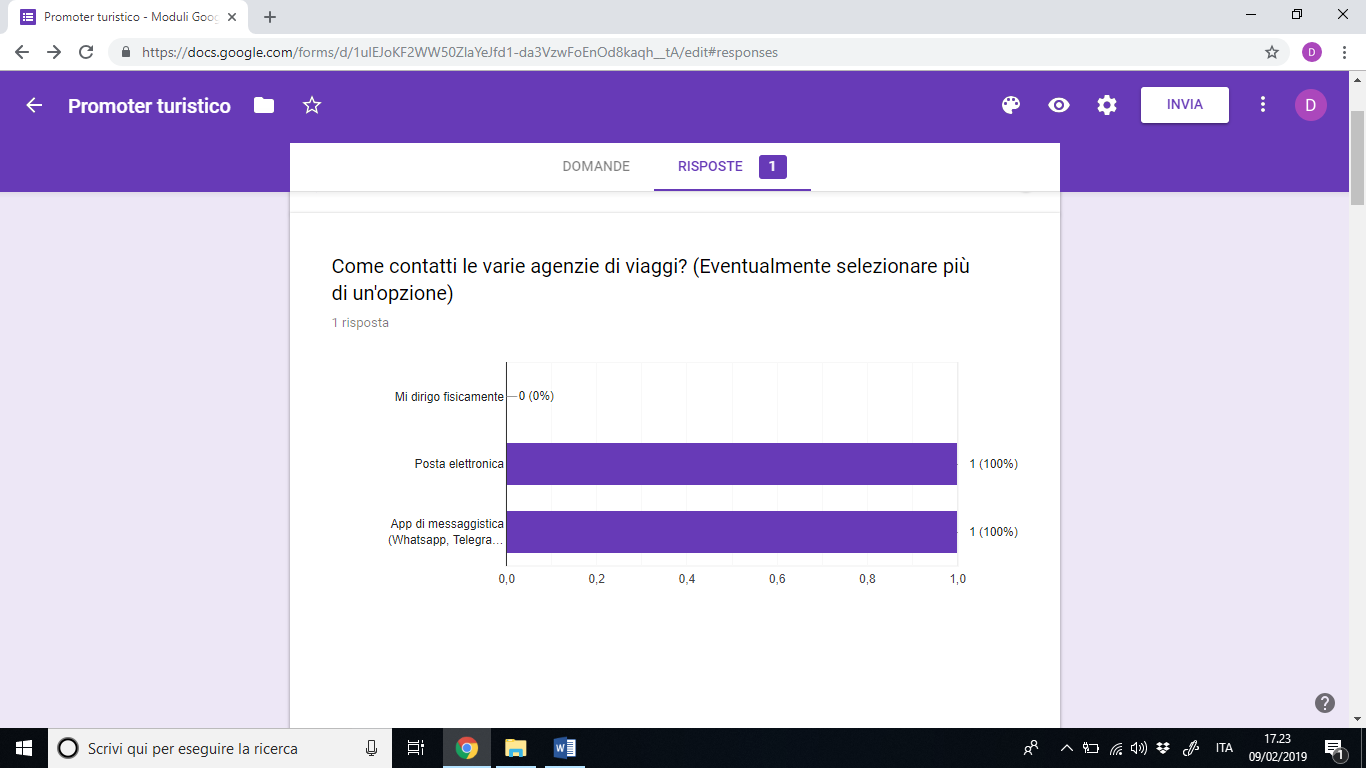 Promoter turistico - Moduli Goog
https://docs.google.com/forms/d/1uIEJoKF2WW50ZIaYeJfd1-da3VzwFoEnOd8kaqh__tA/edit#responses
D
Promoter turistico
INVIA
D
DOMANDE
RISPOSTE
1
Come contatti le varie agenzie di viaggi? (Eventualmente selezionare più
di un'opzione)
1 risposta
Mi dirigo fisicamente
0 (0%)
Posta elettronica
1 (100%)
App di messaggistica
(Whatsapp, Telegra…
1 (100%)
0,0
0,2
0,4
0,6
0,8
1,0
Scrivi qui per eseguire la ricerca
ITA
17.23
09/02/2019
1